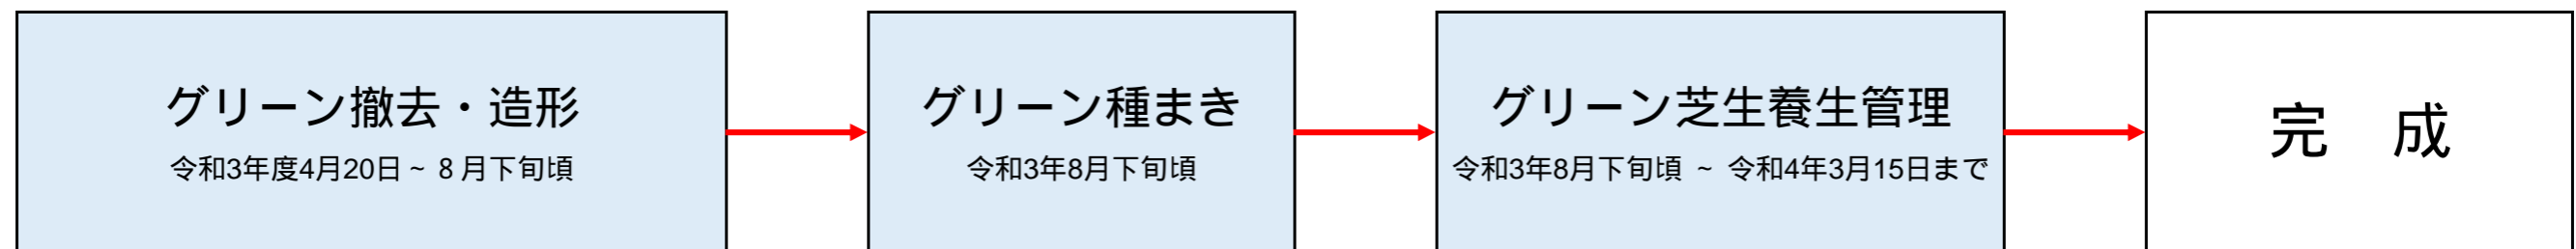 グリーン撤去・造形
令和3年度4月20日~ 8月下旬頃
グリーン種まき
令和3年8月下旬頃
グリーン芝生養生管理
令和3年8月下旬頃 ~ 令和4年3月15日まで
完 成